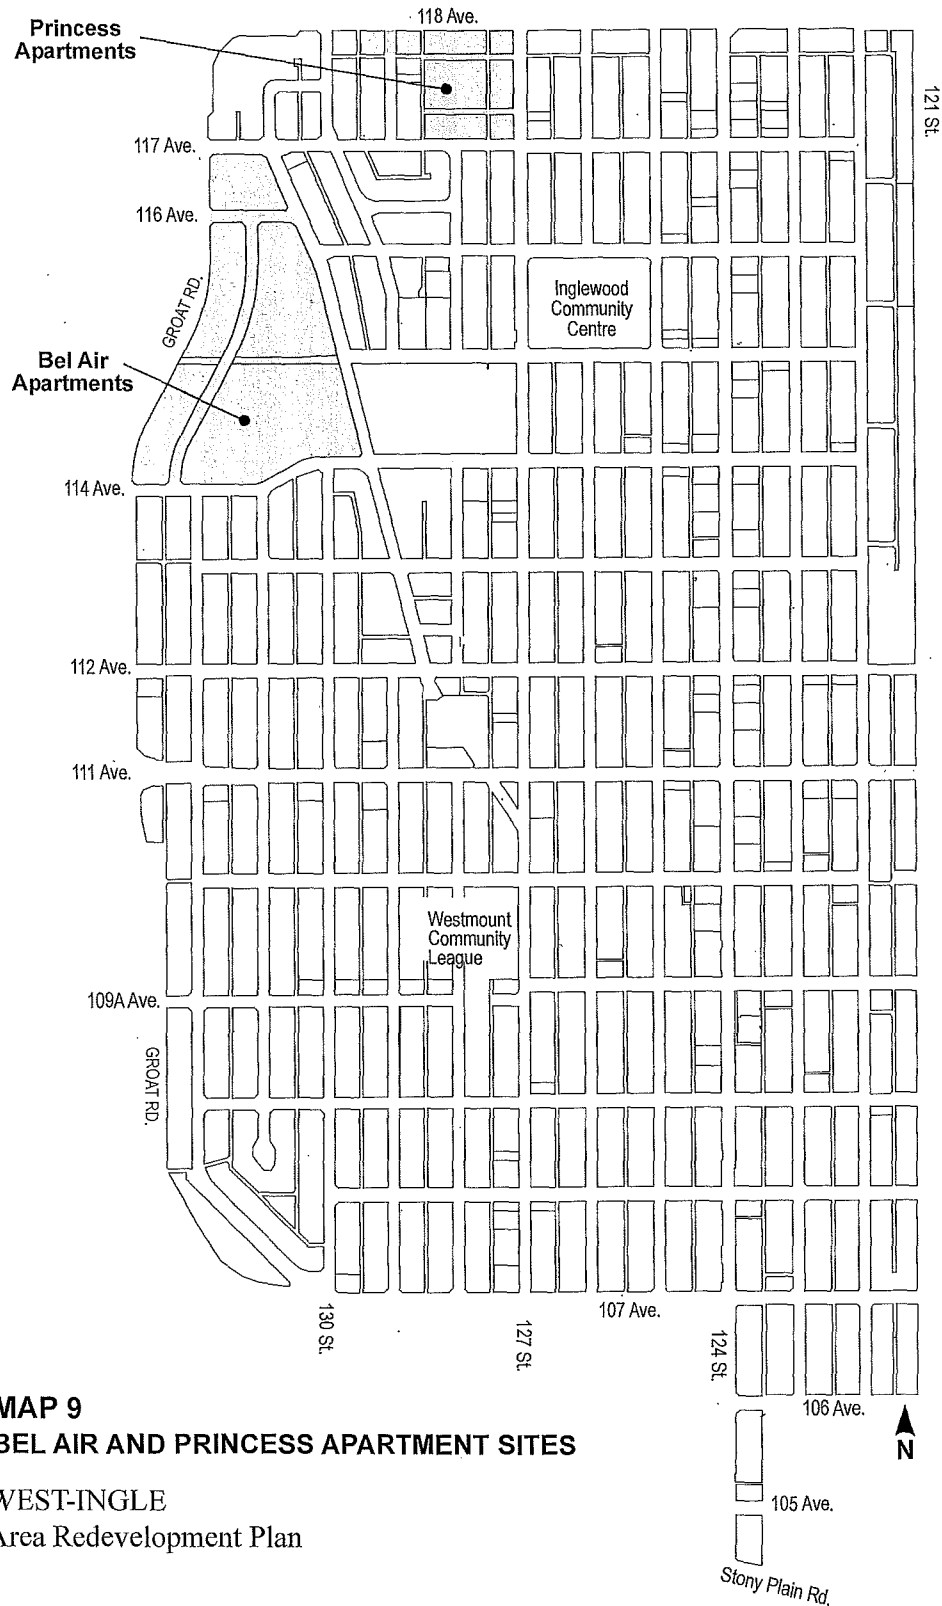 118 Ave.
Princess
Apartments
121 St.
117 Ave.
116 Ave.
GROAT RD.
Inglewood
Community
Centre
Bel Air
Apartments
114 Ave.
112 Ave.
111 Ave.
Westmount
Community
League
109A Ave.
GROAT RD.
107 Ave.
130 St.
127 St.
124 St.
106 Ave.
N
MAP 9
BEL AIR AND PRINCESS APARTMENT SITES
WEST-INGLE
Area Redevelopment Plan
105 Ave.
Stony Plain Rd.